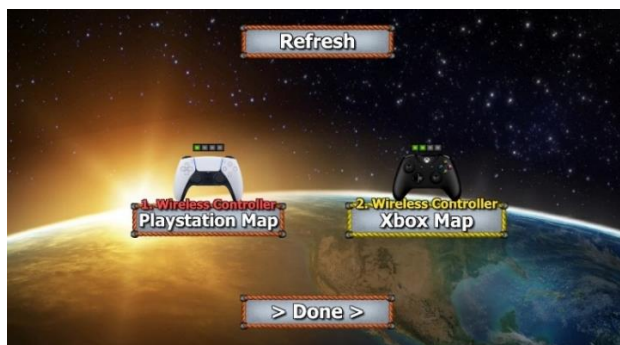 Refresh
1. Wireless Controller
Playstation Map
2. Wireless Controller
Xbox Map
> Done >